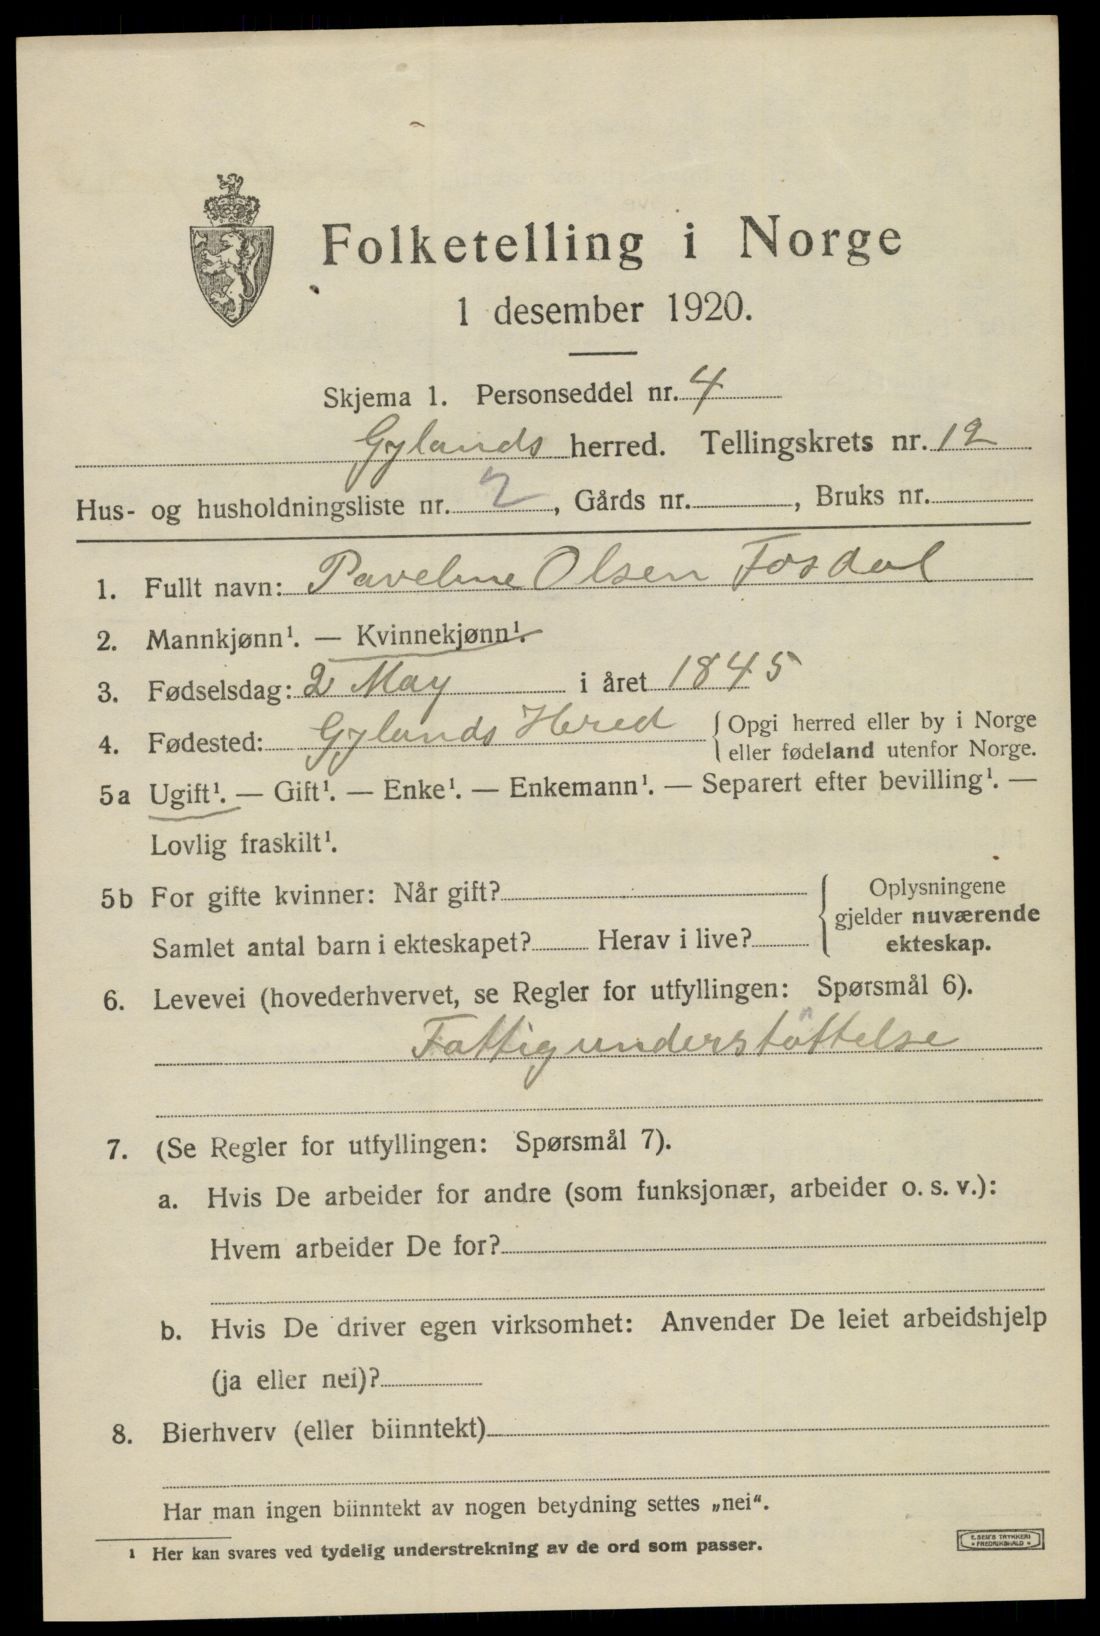 Folketelling i Norge
1 desember 1920.
Skjema 1. Personseddel nr. 4
Gylands herred. Tellingskrets nr. 12
Hus- og husholdningsliste nr. 2, Gårds nr. , Bruks nr.
1. Fullt navn: Paveline Olsen Fosdal
2. Mannkjønn¹. — Kvinnekjønn¹.
3. Fødselsdag: 2 May i året 1845
4. Fødested: Gylands Hered { Opgi herred eller by i Norge
eller fødeland utenfor Norge.
5a Ugift¹. — Gift¹. — Enke¹. — Enkemann¹. — Separert efter bevilling¹. —
Lovlig fraskilt¹.
5b For gifte kvinner: Når gift? { Oplysningene
gjelder nuværende
Samlet antal barn i ekteskapet? Herav i live? ekteskap.
6. Levevei (hovederhvervet, se Regler for utfyllingen: Spørsmål 6).
Fattigunderstøttelse
7. (Se Regler for utfyllingen: Spørsmål 7).
a. Hvis De arbeider for andre (som funksjonær, arbeider o. s. v.):
Hvem arbeider De for?
b. Hvis De driver egen virksomhet: Anvender De leiet arbeidshjelp
(ja eller nei)?
8. Bierhverv (eller biinntekt)
Har man ingen biinntekt av nogen betydning settes „nei“.
¹ Her kan svares ved tydelig understrekning av de ord som passer.
E. SEM'S TRYKKERI
• FREDRIKSHALD •